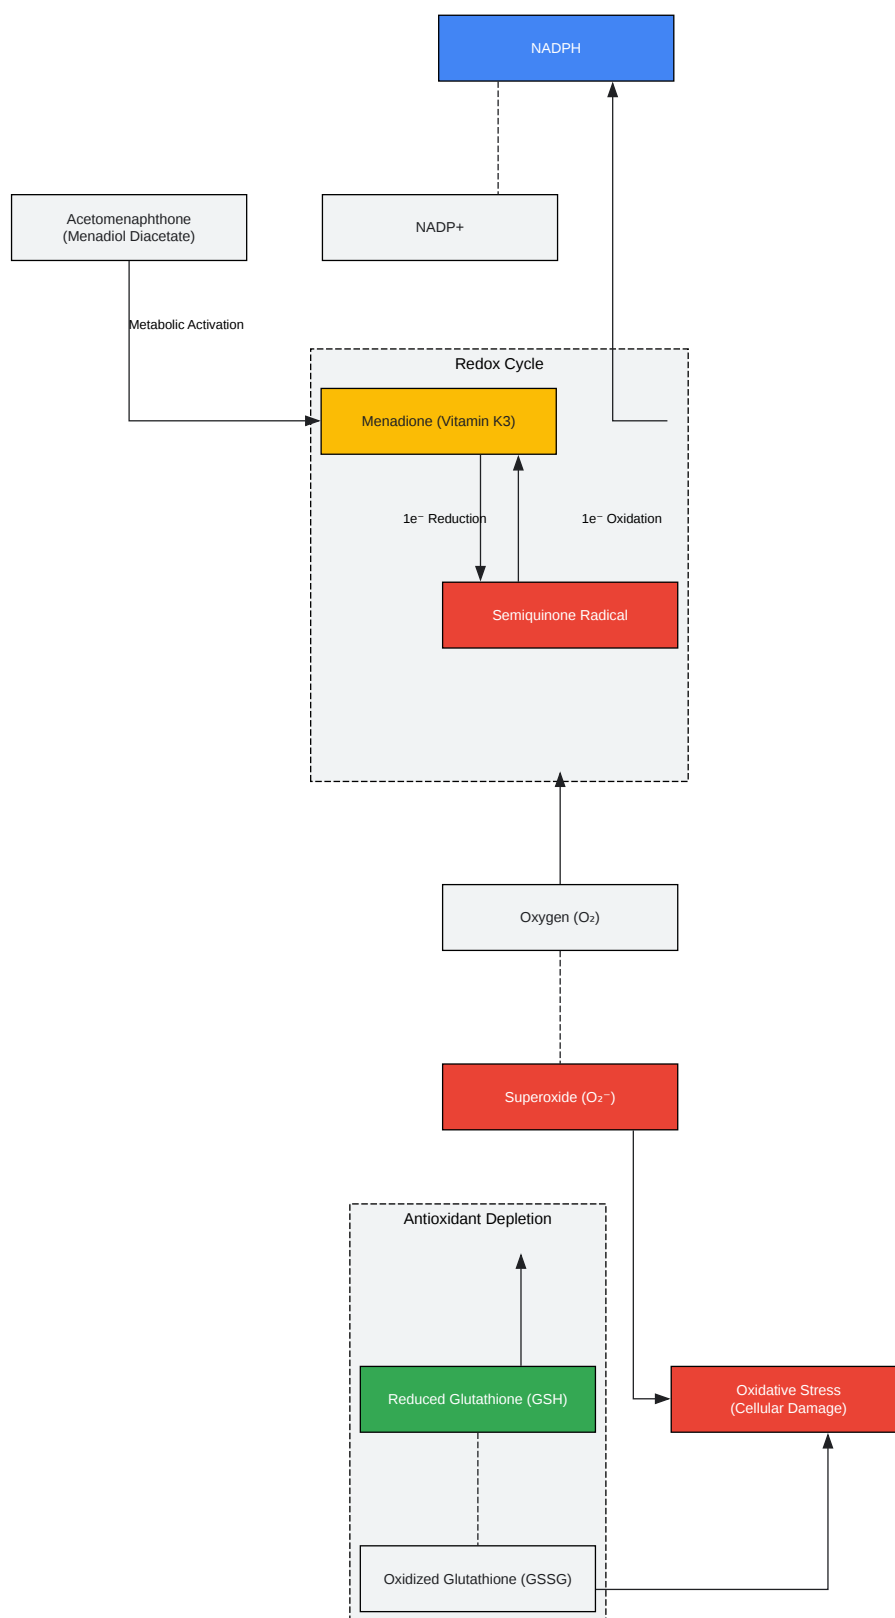 NADPH
Acetomenaphthone
(Menadiol Diacetate)
NADP+
Metabolic Activation
Redox Cycle
Menadione (Vitamin K3)
1e⁻ Reduction
1e⁻ Oxidation
Semiquinone Radical
Oxygen (O₂)
Superoxide (O₂⁻)
Antioxidant Depletion
Reduced Glutathione (GSH)
Oxidative Stress
(Cellular Damage)
Oxidized Glutathione (GSSG)